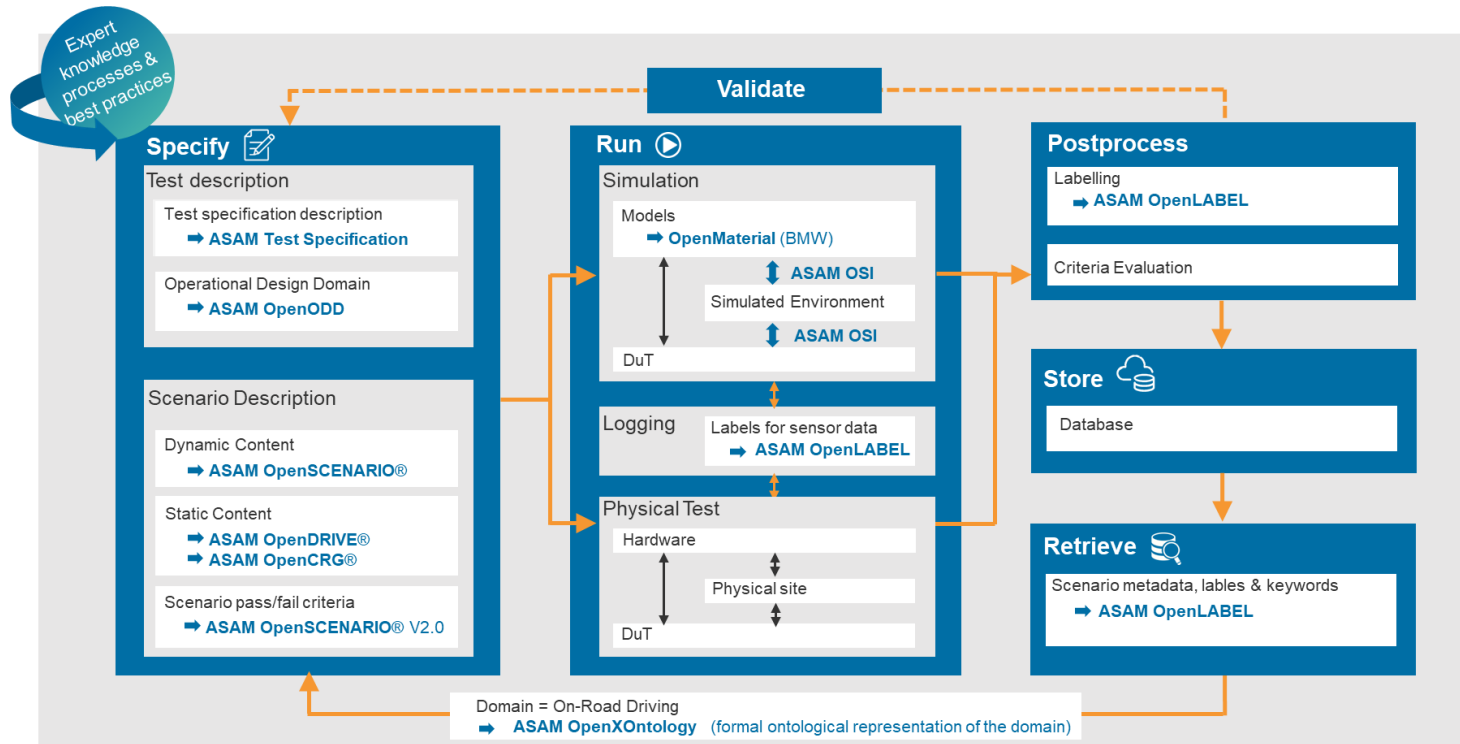 Expert
knowledge
processes &
best practices
Validate
Specify
Test description
Test specification description
ASAM Test Specification
Operational Design Domain
ASAM OpenODD
Scenario Description
Dynamic Content
ASAM OpenSCENARIO®
Static Content
ASAM OpenDRIVE®
ASAM OpenCRG®
Scenario pass/fail criteria
ASAM OpenSCENARIO® V2.0
Run
Simulation
Models
OpenMaterial (BMW)
ASAM OSI
Simulated Environment
ASAM OSI
DuT
Logging
Labels for sensor data
ASAM OpenLABEL
Physical Test
Hardware
Physical site
DuT
Postprocess
Labelling
ASAM OpenLABEL
Criteria Evaluation
Store
Database
Retrieve
Scenario metadata, lables & keywords
ASAM OpenLABEL
Domain = On-Road Driving
ASAM OpenXOntology (formal ontological representation of the domain)